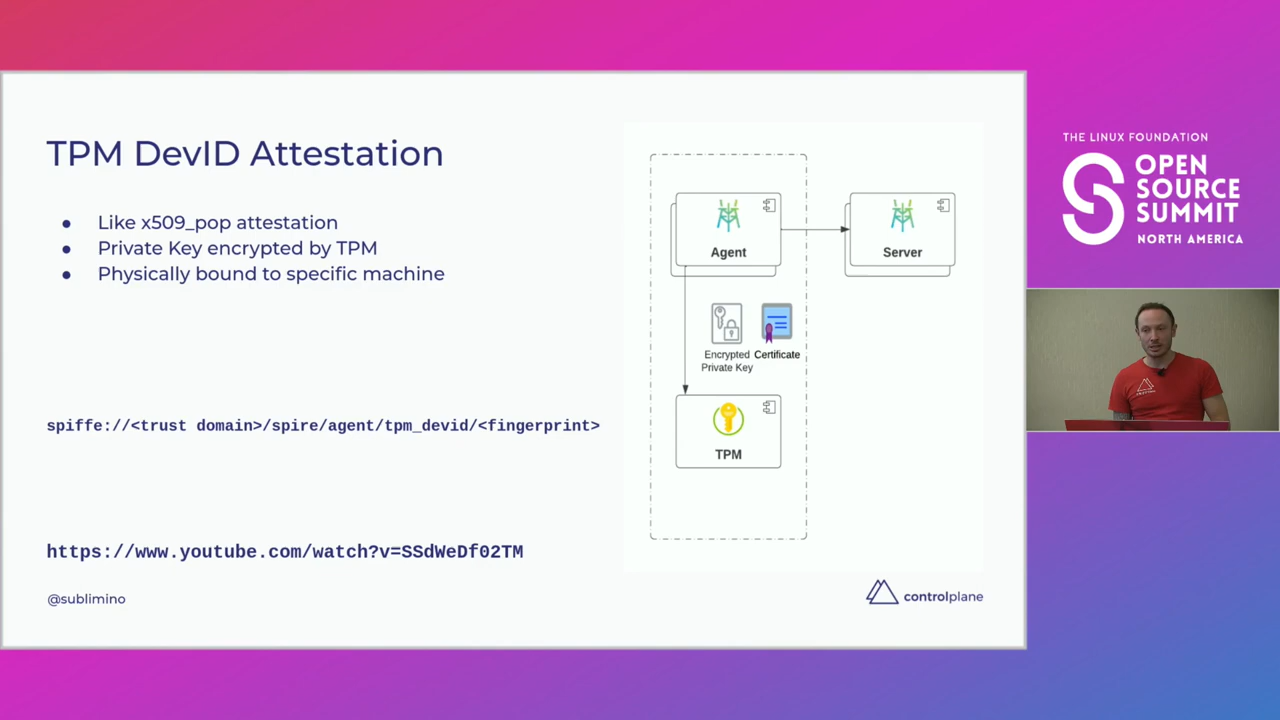 TPM DevID Attestation
● Like x509_pop attestation
● Private Key encrypted by TPM
● Physically bound to specific machine
spiffe://<trust domain>/spire/agent/tpm_devid/<fingerprint>
https://www.youtube.com/watch?v=SSdWeDf02TM
@sublimino
Agent
Server
Encrypted
Private Key
Certificate
TPM
controlplane
THE LINUX FOUNDATION
OPEN
SOURCE
SUMMIT
NORTH AMERICA